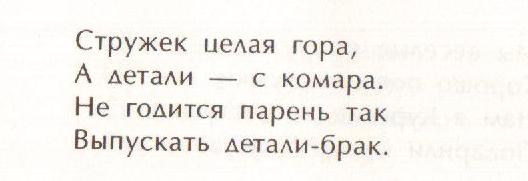 Стружек целая гора,
А детали — с комара.
Не годится парень так
Выпускать детали-брак.